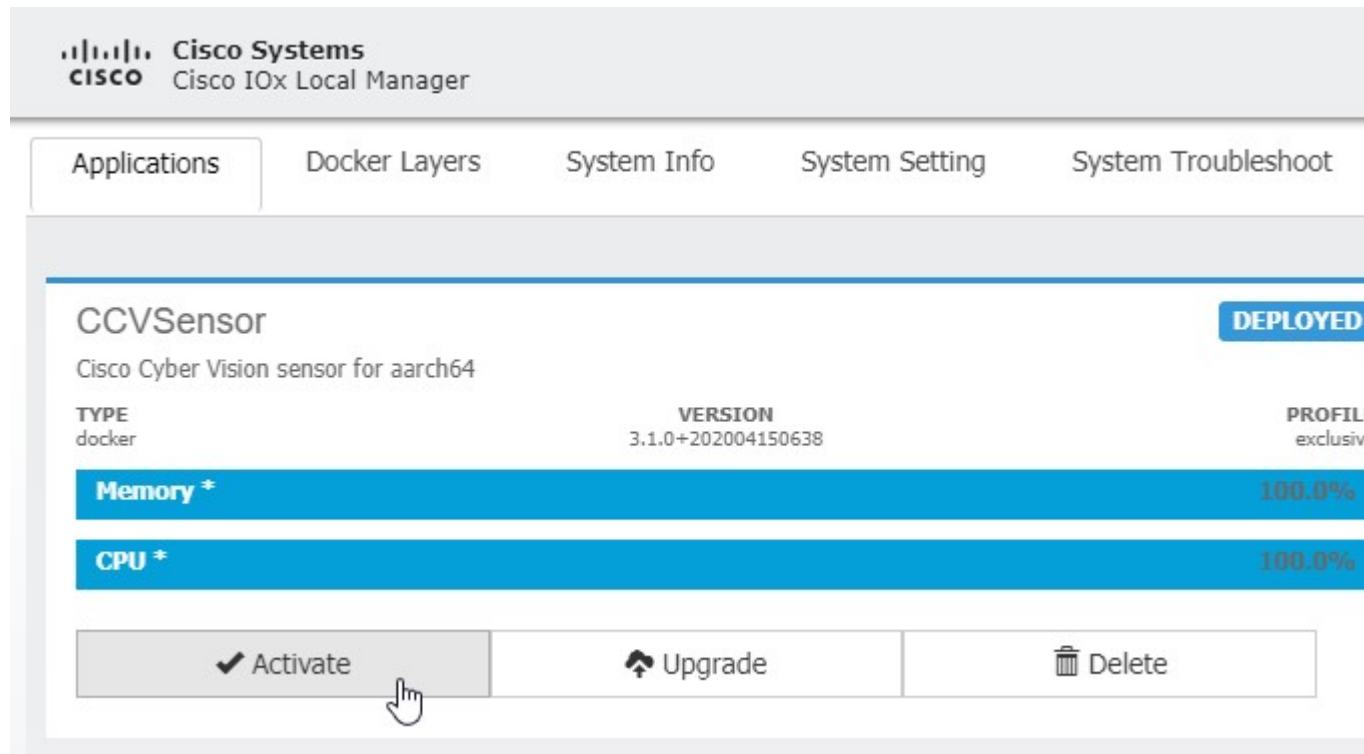 Cisco Systems
cisco Cisco IOx Local Manager
Applications Docker Layers System Info System Setting System Troubleshoot
CCVSensor DEPLOYED
Cisco Cyber Vision sensor for aarch64
TYPE VERSION PROFIL
docker 3.1.0+202004150638 exclusiv
Memory * 100.0%
CPU * 100.0%
Activate Upgrade Delete